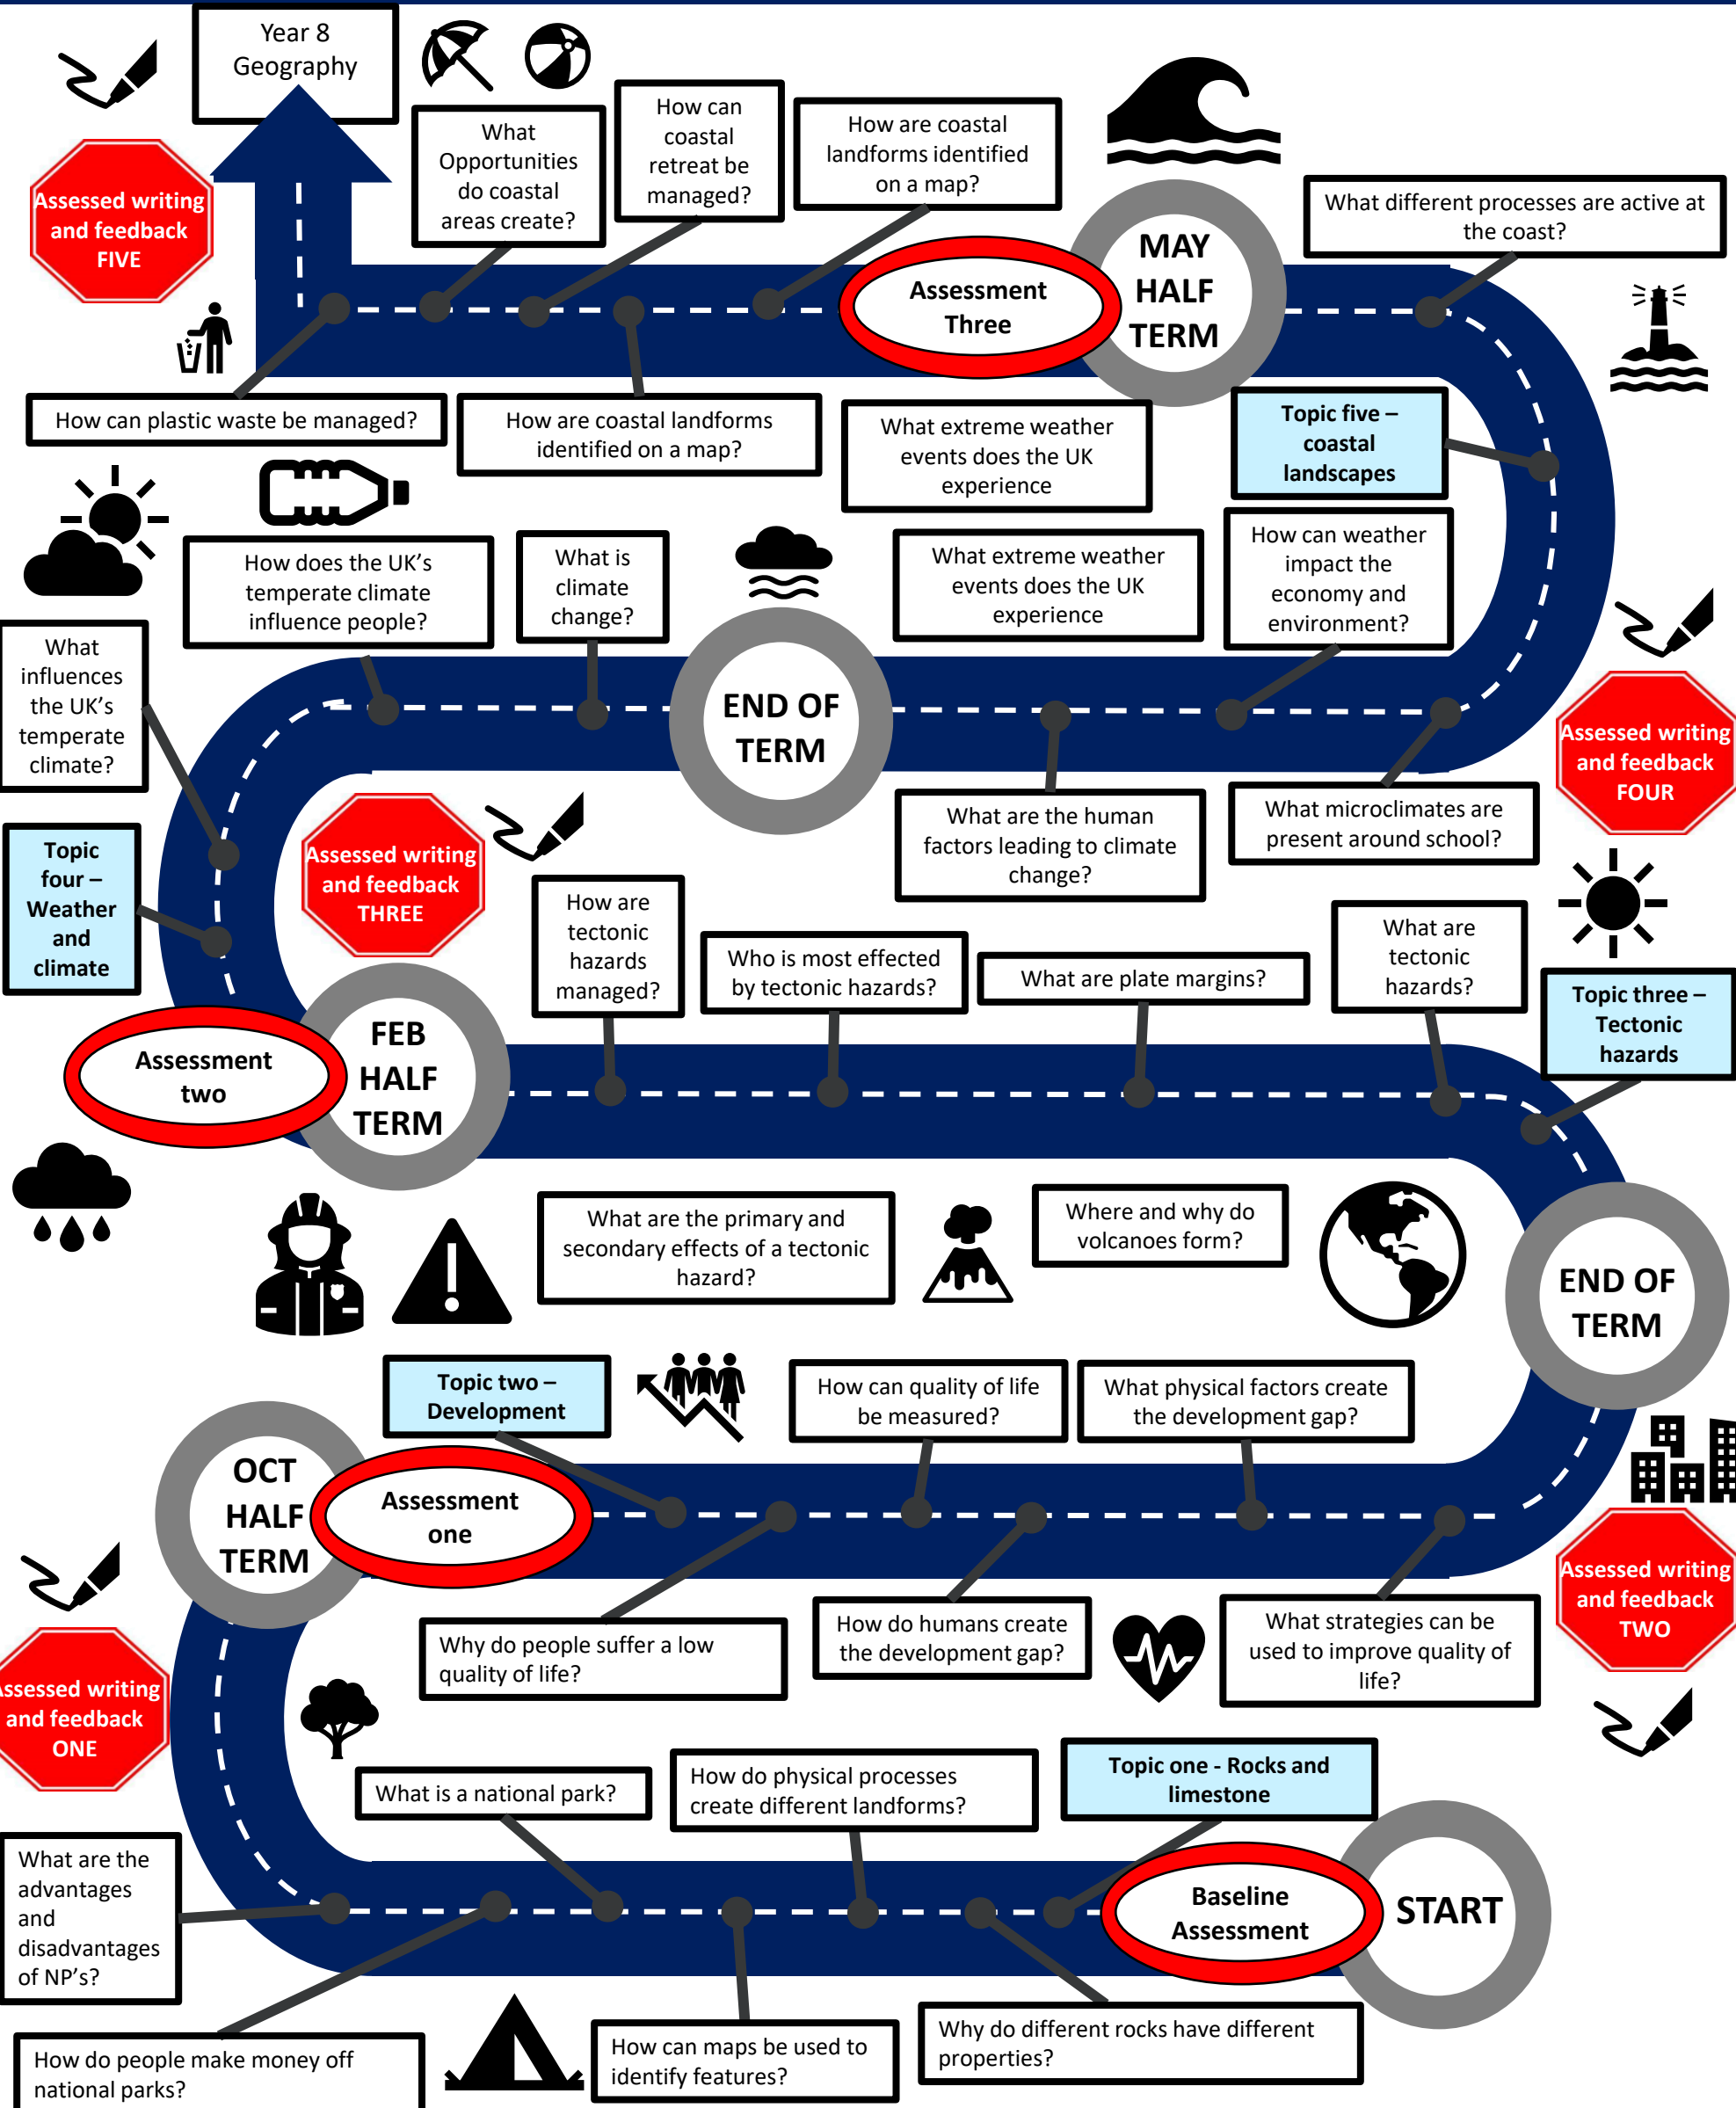 Year 8
Geography
What
Opportunities
do coastal
areas create?
How can
coastal
retreat be
managed?
How are coastal
landforms identified
on a map?
What different processes are active at
the coast?
Assessed writing
and feedback
FIVE
Assessment
Three
MAY
HALF
TERM
How can plastic waste be managed?
How are coastal landforms
identified on a map?
What extreme weather
events does the UK
experience
Topic five –
coastal
landscapes
How does the UK's
temperate climate
influence people?
What is
climate
change?
What extreme weather
events does the UK
experience
How can weather
impact the
economy and
environment?
What
influences
the UK's
temperate
climate?
END OF
TERM
Assessed writing
and feedback
FOUR
Topic
four –
Weather
and
climate
Assessed writing
and feedback
THREE
What are the human
factors leading to climate
change?
What microclimates are
present around school?
How are
tectonic
hazards
managed?
Who is most effected
by tectonic hazards?
What are plate margins?
What are
tectonic
hazards?
Topic three –
Tectonic
hazards
Assessment
two
FEB
HALF
TERM
What are the primary and
secondary effects of a tectonic
hazard?
Where and why do
volcanoes form?
END OF
TERM
Topic two –
Development
How can quality of life
be measured?
What physical factors create
the development gap?
OCT
HALF
TERM
Assessment
one
Why do people suffer a low
quality of life?
How do humans create
the development gap?
What strategies can be
used to improve quality of
life?
Assessed writing
and feedback
TWO
Assessed writing
and feedback
ONE
What is a national park?
How do physical processes
create different landforms?
Topic one - Rocks and
limestone
What are the
advantages
and
disadvantages
of NP's?
Baseline
Assessment
START
How do people make money off
national parks?
How can maps be used to
identify features?
Why do different rocks have different
properties?